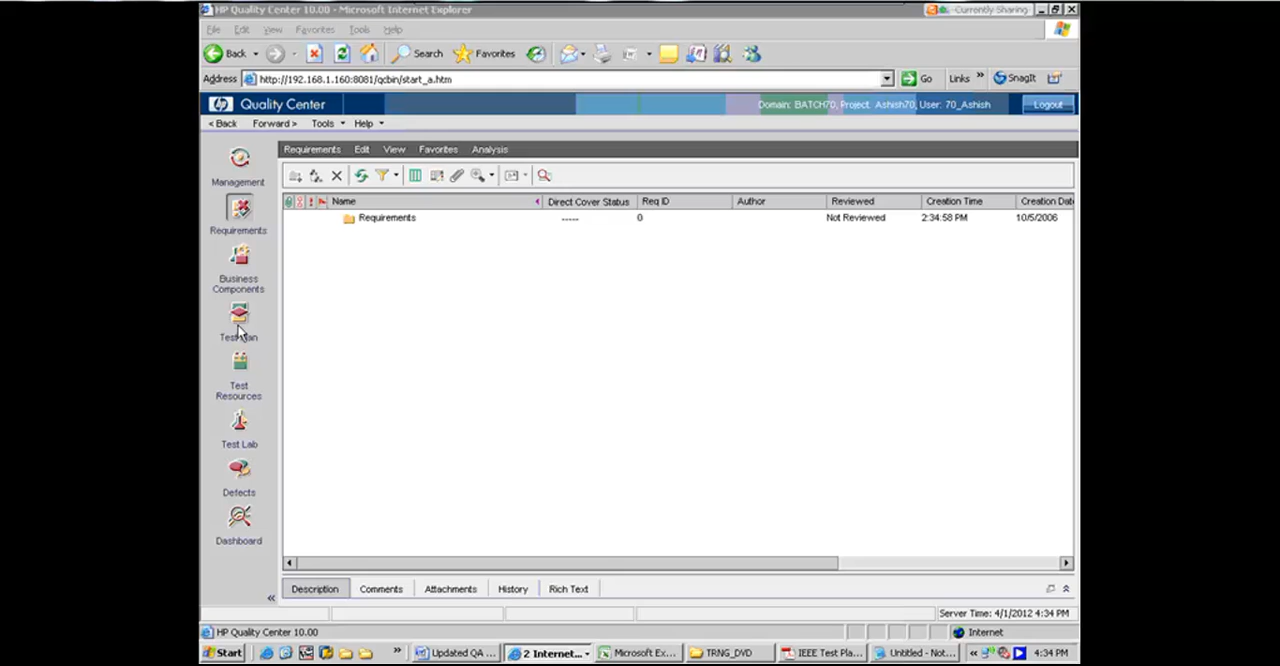 HP Quality Center 10.00 - Microsoft Internet Explorer
-Currently Sharing
File Edit View Favorites Tools Help
Back Search Favorites
Address http://192.168.1.160:8081/qcbin/start_a.htm Go Links » SnagIt
hp Quality Center Domain: BATCH70, Project: Ashish70, User: 70_Ashish Logout
< Back Forward > Tools Help
Requirements Edit View Favorites Analysis
Management
Name Direct Cover Status Req ID Author Reviewed Creation Time Creation Dat
Requirements ----- 0 Not Reviewed 2:34:58 PM 10/5/2006
Requirements
Business
Components
Test
Test
Resources
Test Lab
Defects
Dashboard
Description Comments Attachments History Rich Text
Server Time: 4/1/2012 4:34 PM
HP Quality Center 10.00 Internet
Start » Updated QA ... 2 Internet... Microsoft Ex... TRNG_DVD IEEE Test Pla... Untitled - Not... « 4:34 PM